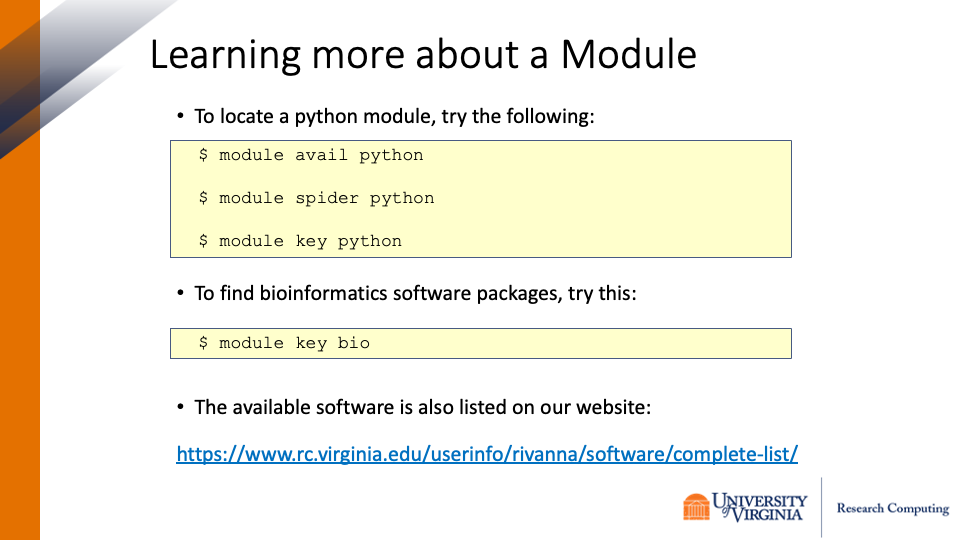 Learning more about a Module
• To locate a python module, try the following:
$ module avail python
$ module spider python
$ module key python
• To find bioinformatics software packages, try this:
$ module key bio
• The available software is also listed on our website:
https://www.rc.virginia.edu/userinfo/rivanna/software/complete-list/
UNIVERSITY
of VIRGINIA
Research Computing